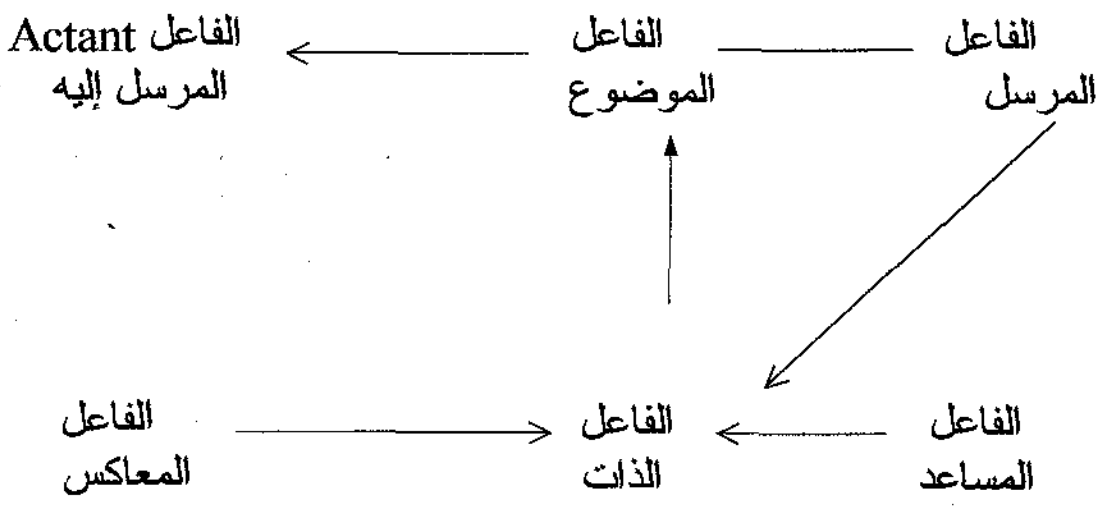 الفاعل
المرسل
الفاعل
الموضوع
الفاعل Actant
المرسل إليه
الفاعل
المساعد
الفاعل
الذات
الفاعل
المعاكس